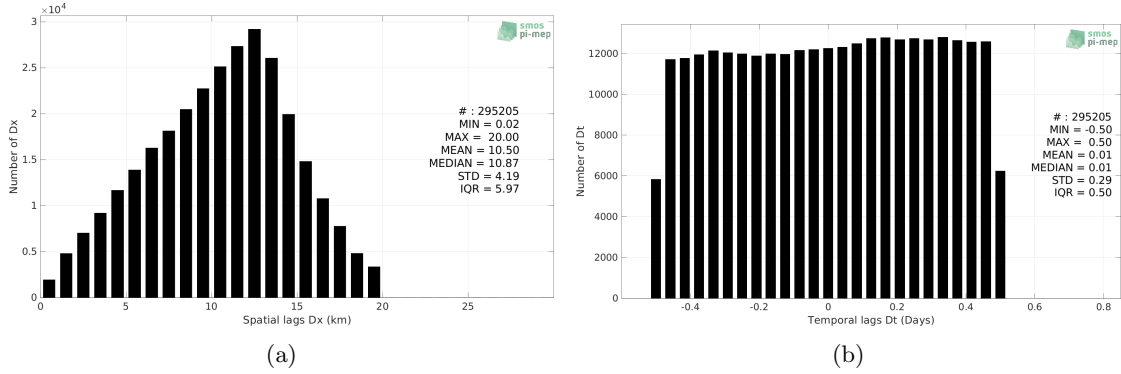 ×10^4
smos
pi-mep
3
2.5
2
1.5
1
0.5
0
Number of Dx
# : 295205
MIN = 0.02
MAX = 20.00
MEAN = 10.50
MEDIAN = 10.87
STD = 4.19
IQR = 5.97
0 5 10 15 20 25
Spatial lags Dx (km)
(a)
smos
pi-mep
12000
10000
8000
6000
4000
2000
0
Number of Dt
# : 295205
MIN = -0.50
MAX = 0.50
MEAN = 0.01
MEDIAN = 0.01
STD = 0.29
IQR = 0.50
-0.4 -0.2 0 0.2 0.4 0.6 0.8
Temporal lags Dt (Days)
(b)